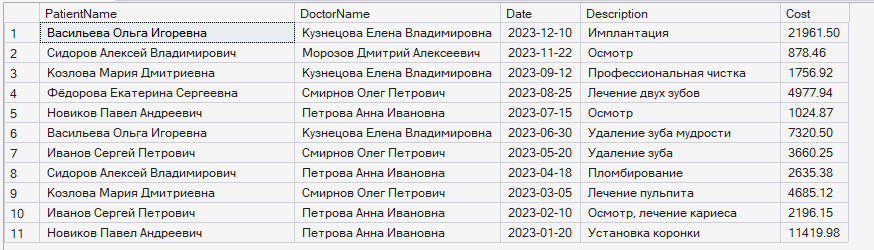 PatientName DoctorName Date Description Cost
1 Васильева Ольга Игоревна Кузнецова Елена Владимировна 2023-12-10 Имплантация 21961.50
2 Сидоров Алексей Владимирович Морозов Дмитрий Алексеевич 2023-11-22 Осмотр 878.46
3 Козлова Мария Дмитриевна Кузнецова Елена Владимировна 2023-09-12 Профессиональная чистка 1756.92
4 Фёдорова Екатерина Сергеевна Смирнов Олег Петрович 2023-08-25 Лечение двух зубов 4977.94
5 Новиков Павел Андреевич Петрова Анна Ивановна 2023-07-15 Осмотр 1024.87
6 Васильева Ольга Игоревна Кузнецова Елена Владимировна 2023-06-30 Удаление зуба мудрости 7320.50
7 Иванов Сергей Петрович Смирнов Олег Петрович 2023-05-20 Удаление зуба 3660.25
8 Сидоров Алексей Владимирович Петрова Анна Ивановна 2023-04-18 Пломбирование 2635.38
9 Козлова Мария Дмитриевна Смирнов Олег Петрович 2023-03-05 Лечение пульпита 4685.12
10 Иванов Сергей Петрович Петрова Анна Ивановна 2023-02-10 Осмотр, лечение кариеса 2196.15
11 Новиков Павел Андреевич Петрова Анна Ивановна 2023-01-20 Установка коронки 11419.98